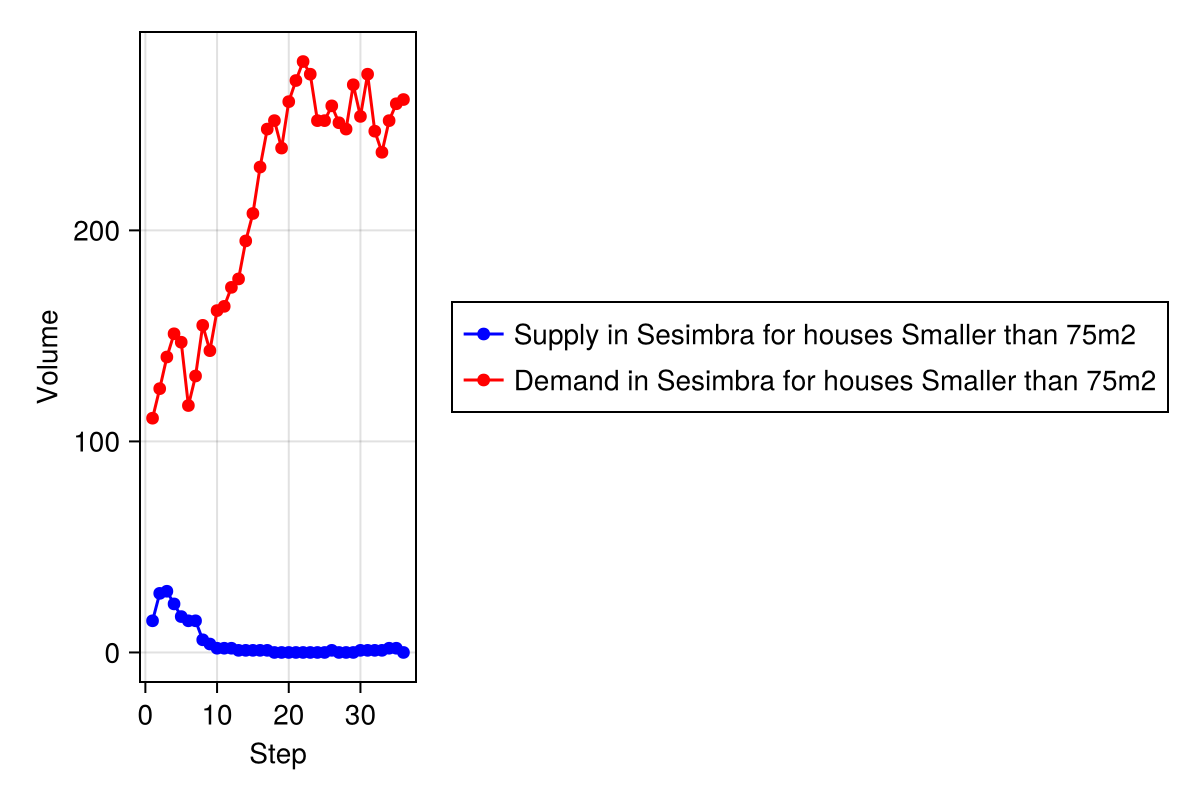 Volume
200
100
0
0 10 20 30
Step
Supply in Sesimbra for houses Smaller than 75m2
Demand in Sesimbra for houses Smaller than 75m2